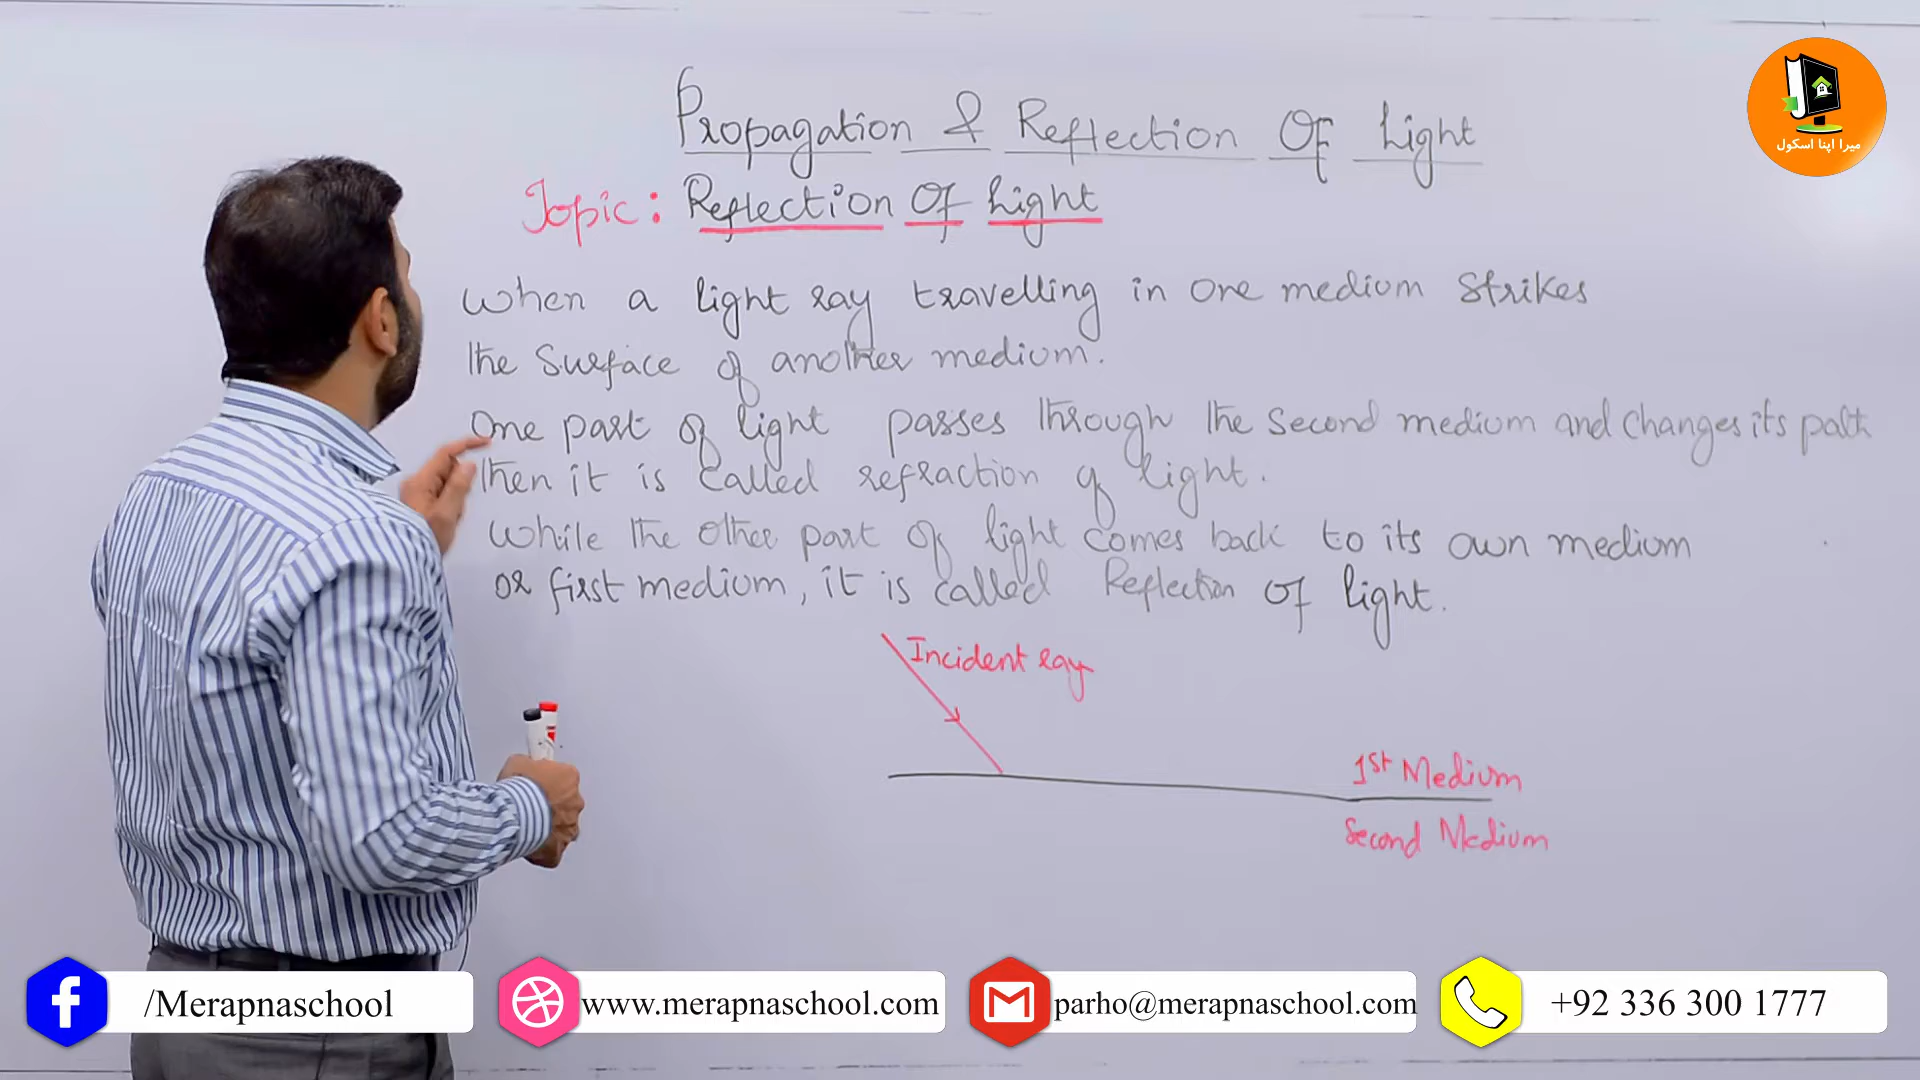 Propagation & Reflection Of Light
میرا اپنا اسکول
Topic: Reflection Of Light
When a light ray travelling in one medium strikes
the surface of another medium.
One part of light passes through the second medium and changes its path
then it is called refraction of light.
While the other part of light comes back to its own medium
or first medium, it is called Reflection of light.
Incident ray
1st Medium
Second Medium
/Merapnaschool
www.merapnaschool.com
parho@merapnaschool.com
+92 336 300 1777